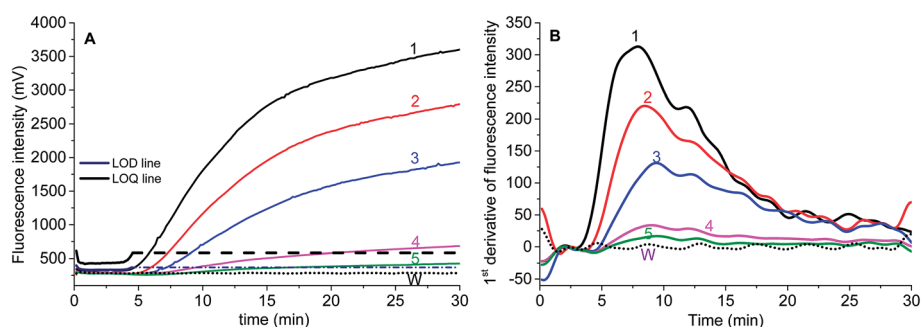 A
Fluorescence intensity (mV)
4000
3500
3000
2500
2000
1500
1000
500
LOD line
LOQ line
1
2
3
4
5
W
0 5 10 15 20 25 30
time (min)
B
1st derivative of fluorescence intensity
350
300
250
200
150
100
50
0
-50
1
2
3
4
5
W
0 5 10 15 20 25 30
Time (min)